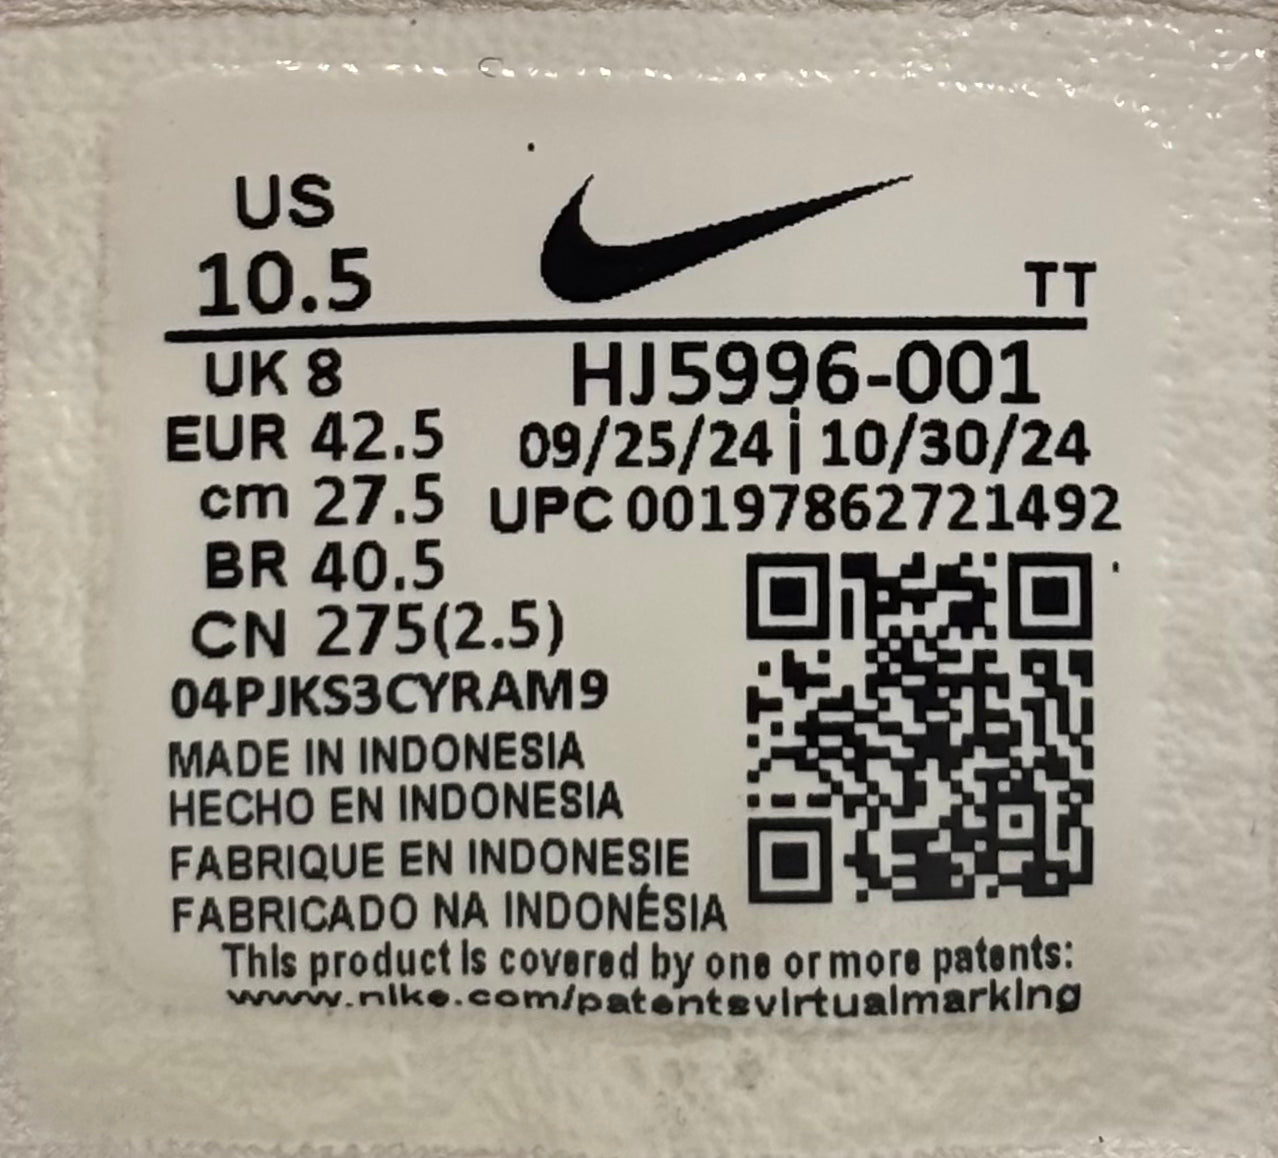 US
10.5
TT
UK 8
HJ5996-001
EUR 42.5
09/25/24 | 10/30/24
cm 27.5
UPC 00197862721492
BR 40.5
CN 275(2.5)
04PJKS3CYRAM9
MADE IN INDONESIA
HECHO EN INDONESIA
FABRIQUE EN INDONESIE
FABRICADO NA INDONÉSIA
This product is covered by one or more patents:
www.nike.com/patentsvirtualmarking